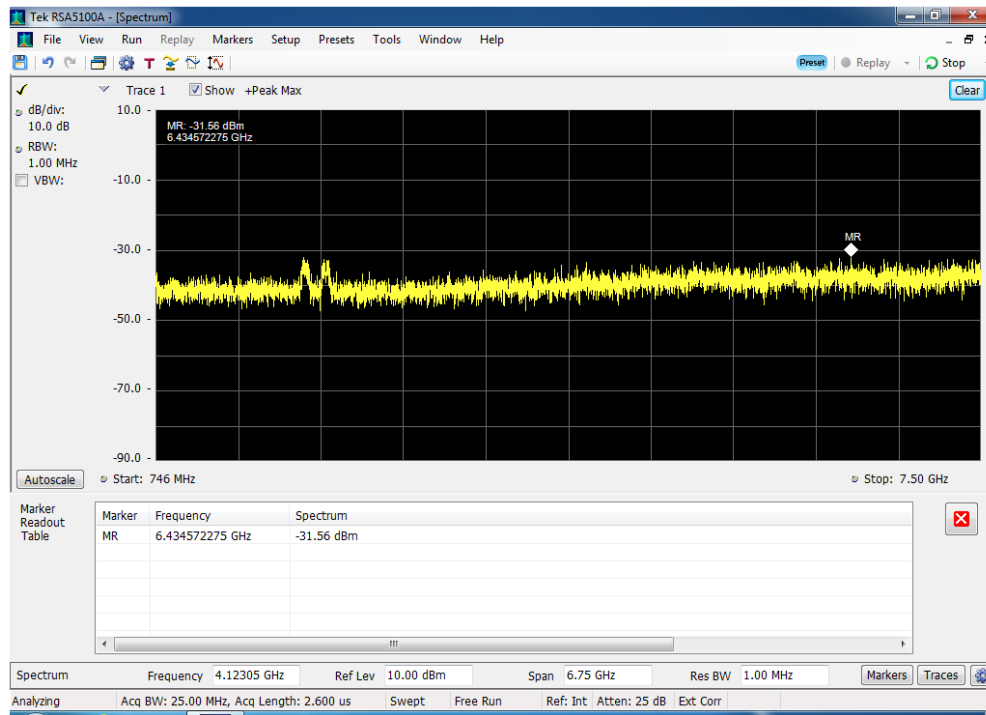 Tek RSA5100A - [Spectrum]
File View Run Replay Markers Setup Presets Tools Window Help
T Preset Replay Stop
Trace 1 Show +Peak Max Clear
dB/div:
10.0 dB
RBW:
1.00 MHz
VBW:
10.0
MR: -31.56 dBm
6.434572275 GHz
-10.0
MR
-30.0
-50.0
-70.0
-90.0
Autoscale Start: 746 MHz Stop: 7.50 GHz
Marker
Readout
Table
Marker Frequency Spectrum
MR 6.434572275 GHz -31.56 dBm
Spectrum Frequency 4.12305 GHz Ref Lev 10.00 dBm Span 6.75 GHz Res BW 1.00 MHz Markers Traces
Analyzing Acq BW: 25.00 MHz, Acq Length: 2.600 us Swept Free Run Ref: Int Atten: 25 dB Ext Corr